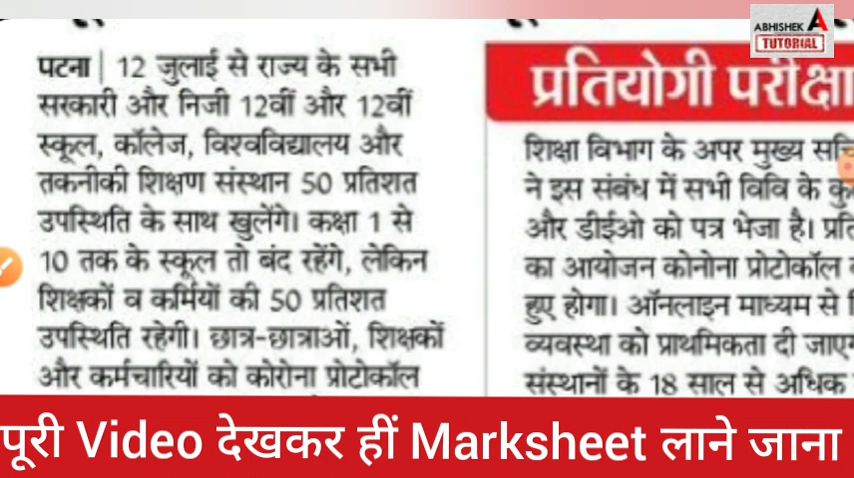 ABHISHEK A
TUTORIAL
पटना | 12 जुलाई से राज्य के सभी
सरकारी और निजी 12वीं और 12वीं
स्कूल, कॉलेज, विश्वविद्यालय और
तकनीकी शिक्षण संस्थान 50 प्रतिशत
उपस्थिति के साथ खुलेंगे। कक्षा 1 से
10 तक के स्कूल तो बंद रहेंगे, लेकिन
शिक्षकों व कर्मियों की 50 प्रतिशत
उपस्थिति रहेगी। छात्र-छात्राओं, शिक्षकों
और कर्मचारियों को कोरोना प्रोटोकॉल
प्रतियोगी परीक्षा
शिक्षा विभाग के अपर मुख्य
ने इस संबंध में सभी विवि के
और डीईओ को पत्र भेजा है।
का आयोजन कोनोना प्रोटोकॉल
हुए होगा। ऑनलाइन माध्यम से
व्यवस्था को प्राथमिकता दी
संस्थानों के 18 साल से अधिक
पूरी Video देखकर हीं Marksheet लाने जाना